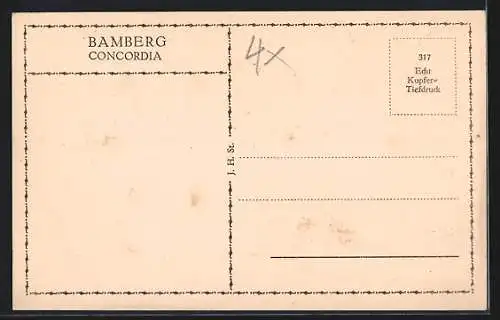 BAMBERG
CONCORDIA
4x
317
Echt
Kupfer=
Tiefdruck
J. H. St.